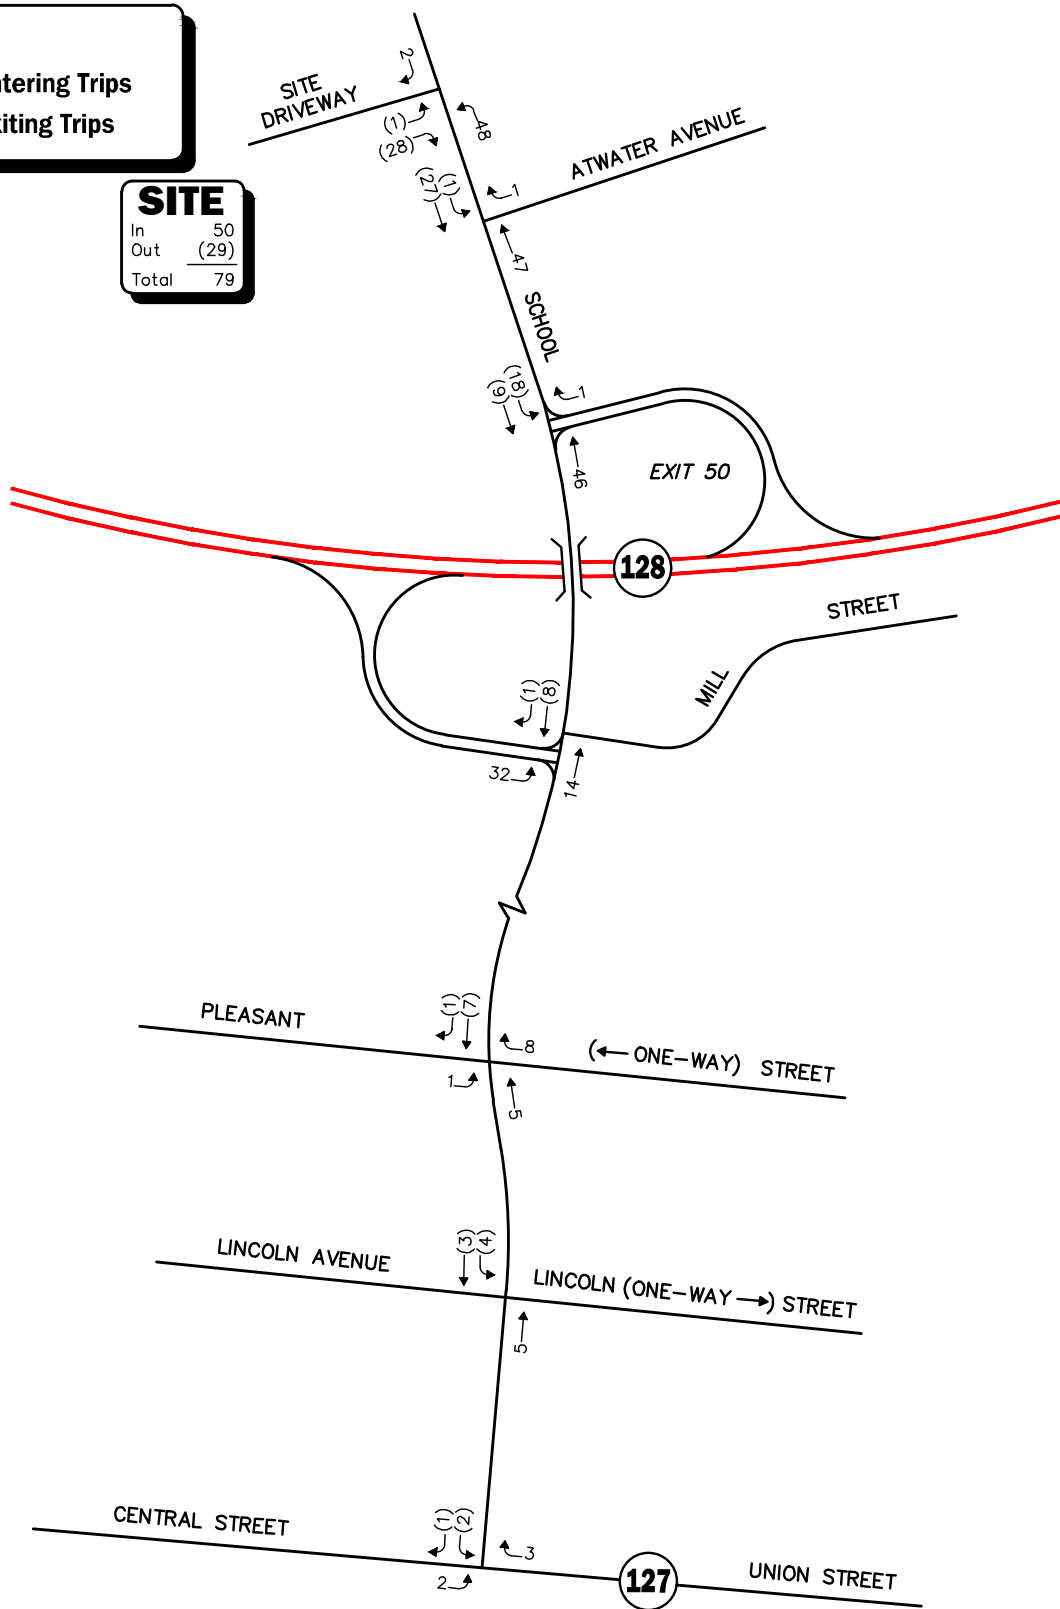 ntering Trips
xiting Trips
SITE
In 50
Out (29)
Total 79
2
SITE
DRIVEWAY
(1)
(28)
48
ATWATER AVENUE
(27)
(1)
1
47
SCHOOL
(18)
(9)
1
46
EXIT 50
128
STREET
MILL
(1)
(8)
32
14
PLEASANT
(1)
(7)
8
(← ONE-WAY) STREET
1
5
LINCOLN AVENUE
(3)
(4)
LINCOLN (ONE-WAY →) STREET
5
CENTRAL STREET
(1)
(2)
3
2
127
UNION STREET